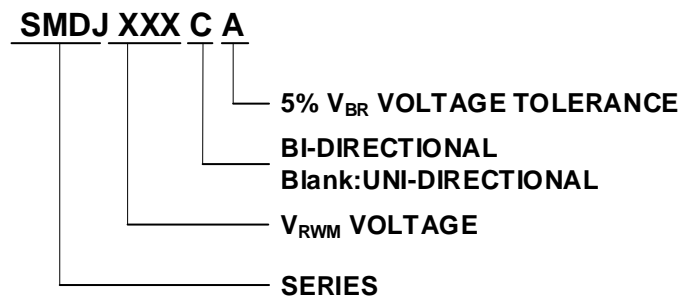 SMDJ XXX C A
5% VBR VOLTAGE TOLERANCE
BI-DIRECTIONAL
Blank:UNI-DIRECTIONAL
VRWM VOLTAGE
SERIES